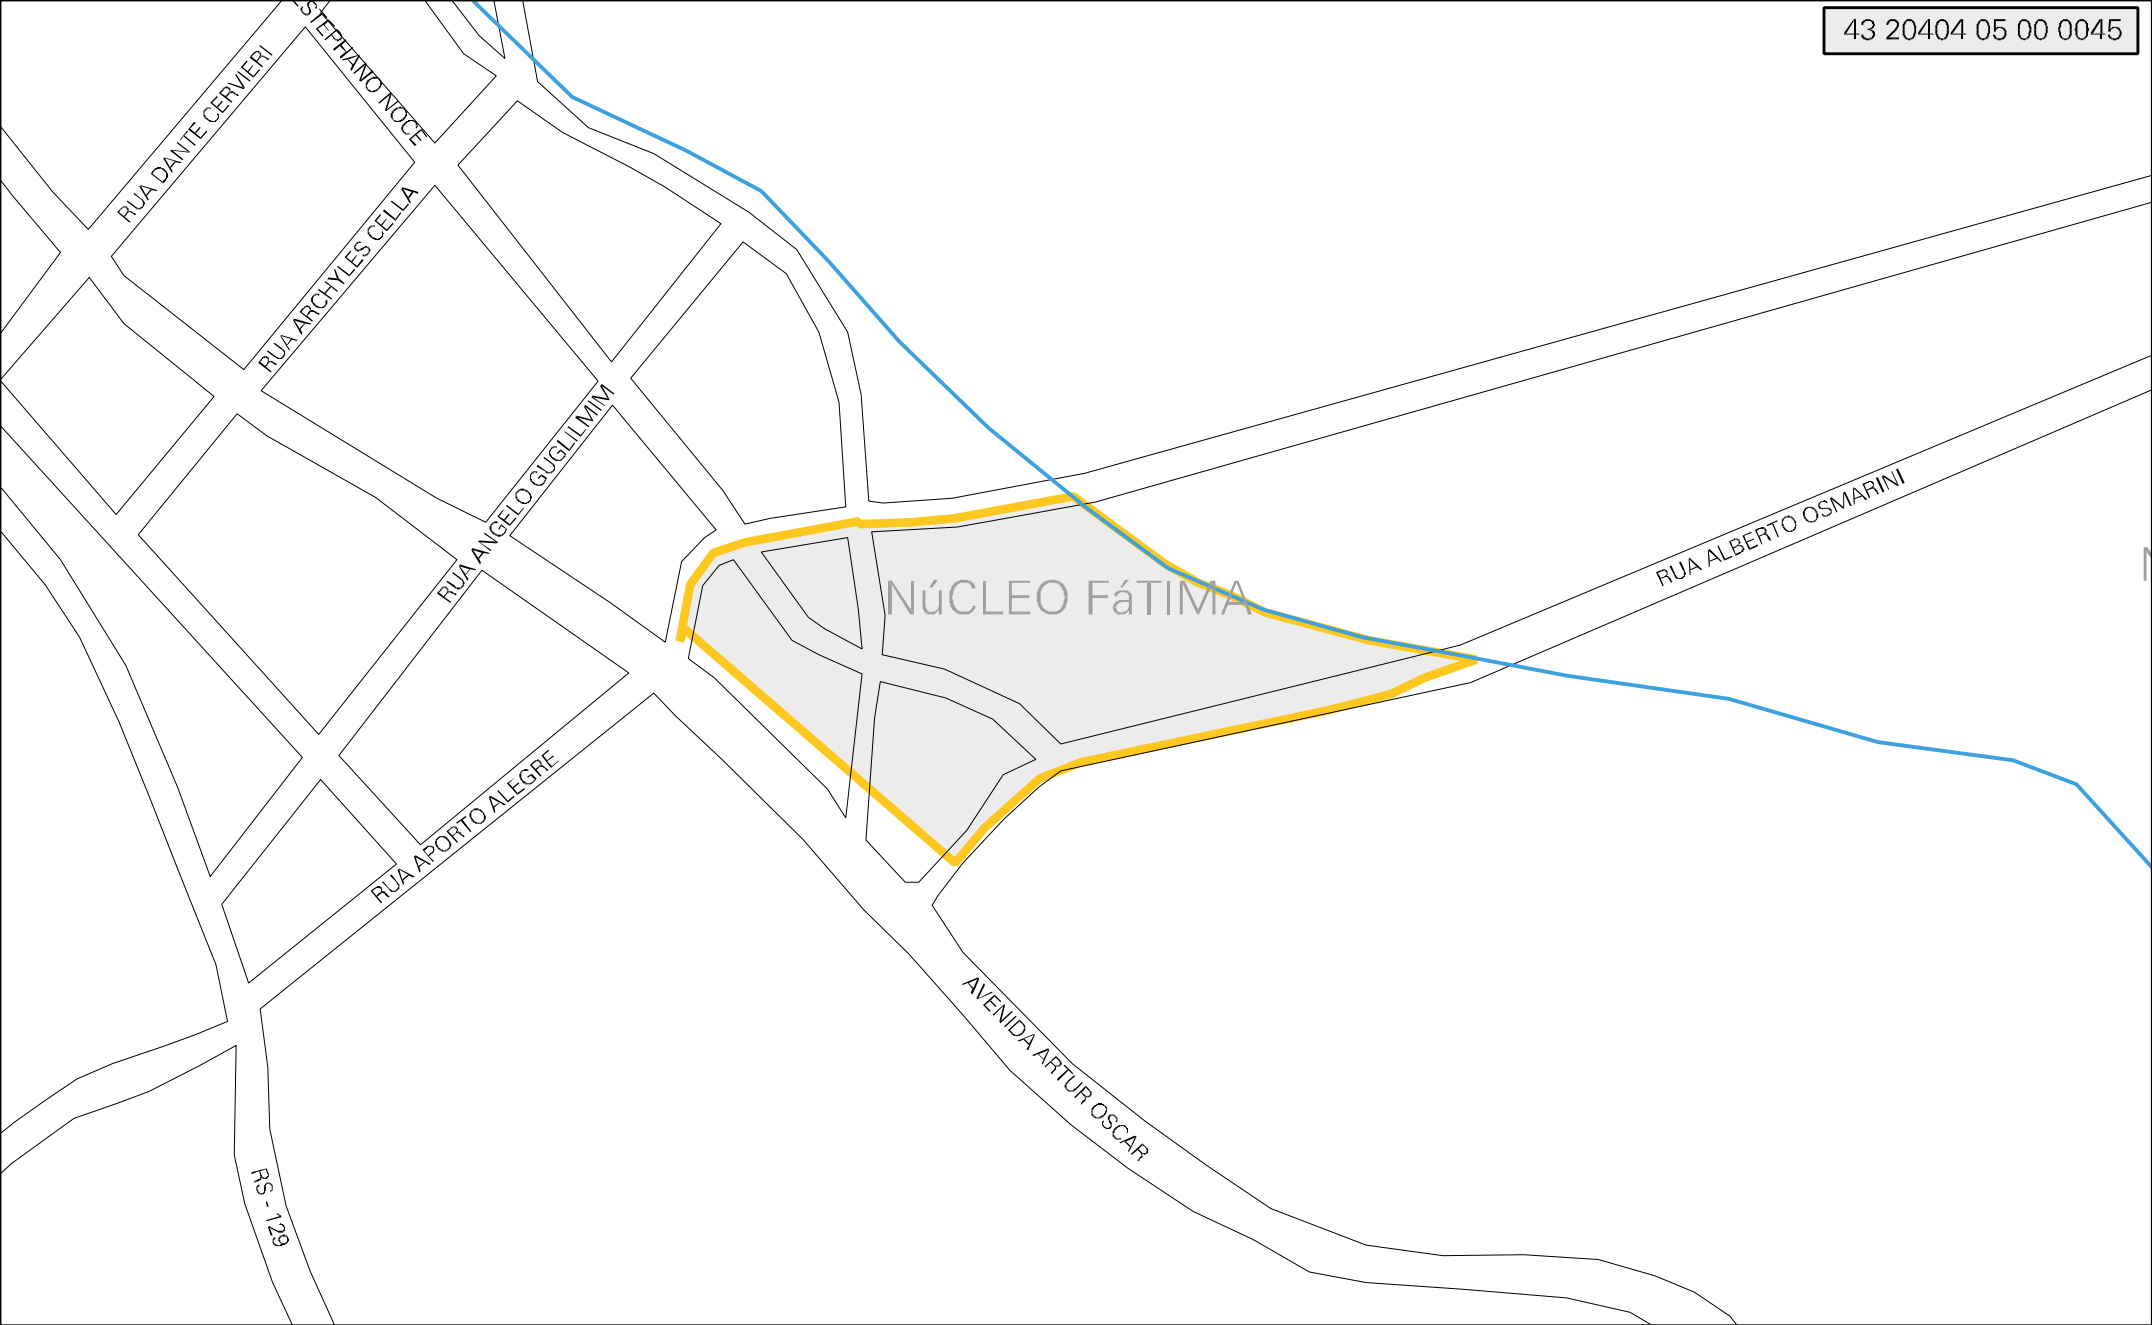 43 20404 05 00 0045
STEPHANO NOCE
RUA DANTE CERVIERI
RUA ARCHYLES CELLA
RUA ANGELO GUGLILMIM
RUA ALBERTO OSMARINI
NúCLEO FáTIMA
RUA APORTO ALEGRE
AVENIDA ARTUR OSCAR
RS - 129